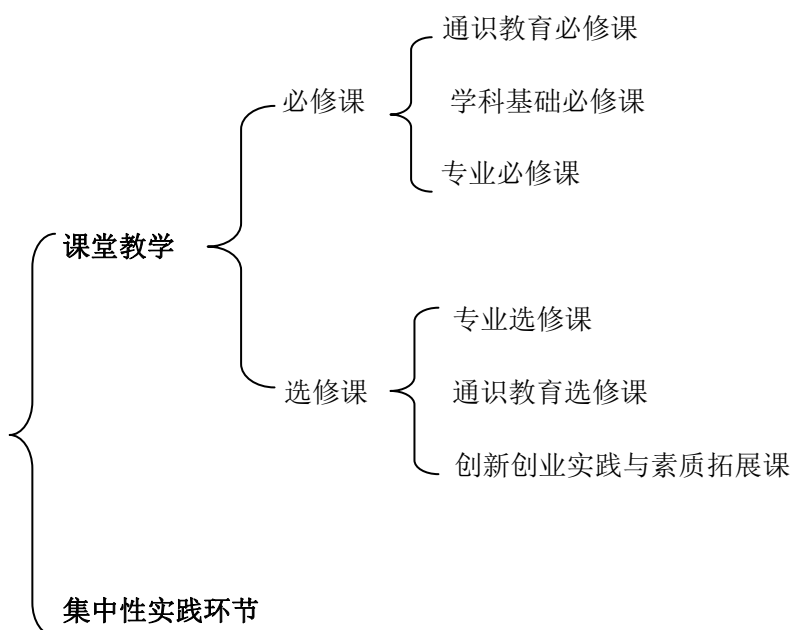 通识教育必修课
必修课
学科基础必修课
专业必修课
课堂教学
专业选修课
选修课
通识教育选修课
创新创业实践与素质拓展课
集中性实践环节